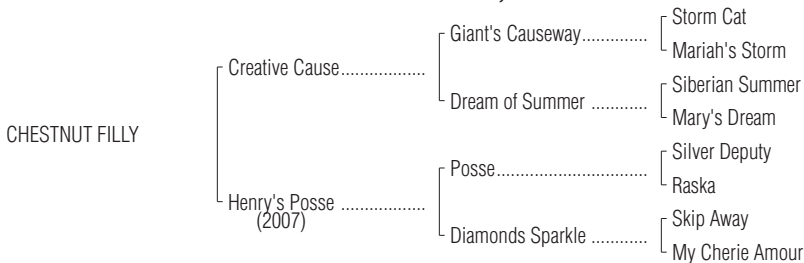 Storm Cat
Giant's Causeway.............
Mariah's Storm
Creative Cause..................
Siberian Summer
Dream of Summer ............
Mary's Dream
CHESTNUT FILLY
Silver Deputy
Posse...............................
Raska
Henry's Posse ..................
(2007)
Skip Away
Diamonds Sparkle ............
My Cherie Amour